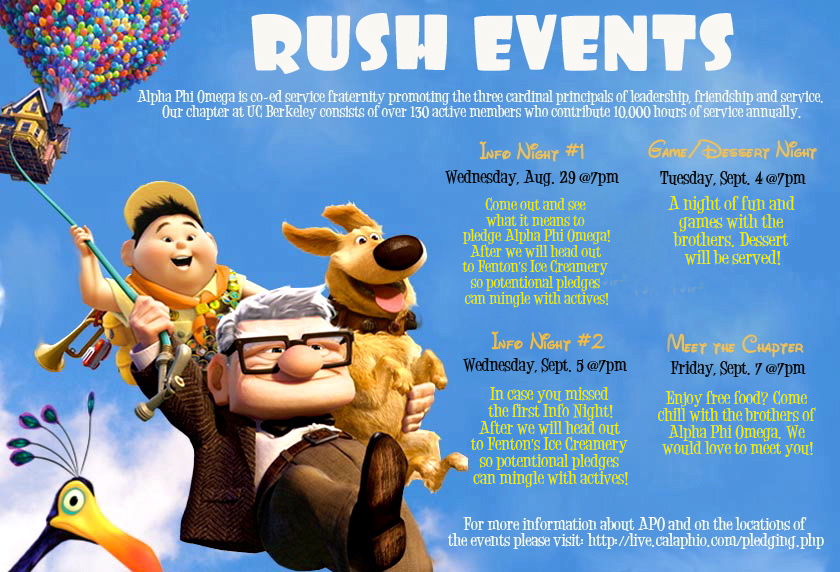 RUSH EVENTS
Alpha Phi Omega is co-ed service fraternity promoting the three cardinal principals of leadership, friendship and service.
Our chapter at UC Berkeley consists of over 130 active members who contribute 10,000 hours of service annually.
Info Night #1
Wednesday, Aug. 29 @7pm
Come out and see
what it means to
pledge Alpha Phi Omega!
After we will head out
to Fenton's Ice Creamery
so potentional pledges
can mingle with actives!
Game/Dessert Night
Tuesday, Sept. 4 @7pm
A night of fun and
games with the
brothers. Dessert
will be served!
Info Night #2
Wednesday, Sept. 5 @7pm
In case you missed
the first Info Night!
After we will head out
to Fenton's Ice Creamery
so potentional pledges
can mingle with actives!
Meet the Chapter
Friday, Sept. 7 @7pm
Enjoy free food? Come
chill with the brothers of
Alpha Phi Omega. We
would love to meet you!
For more information about APO and on the locations of
the events please visit: http://live.calaphio.com/pledging.php